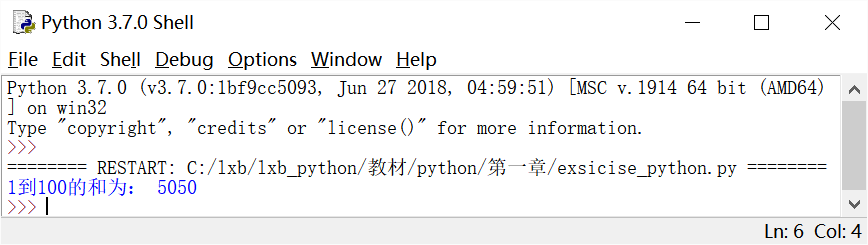 Python 3.7.0 Shell
File Edit Shell Debug Options Window Help
Python 3.7.0 (v3.7.0:1bf9cc5093, Jun 27 2018, 04:59:51) [MSC v.1914 64 bit (AMD64)
] on win32
Type "copyright", "credits" or "license()" for more information.
>>>
======== RESTART: C:/lxb/lxb_python/教材/python/第一章/exsicise_python.py ========
1到100的和为： 5050
>>>
Ln: 6 Col: 4